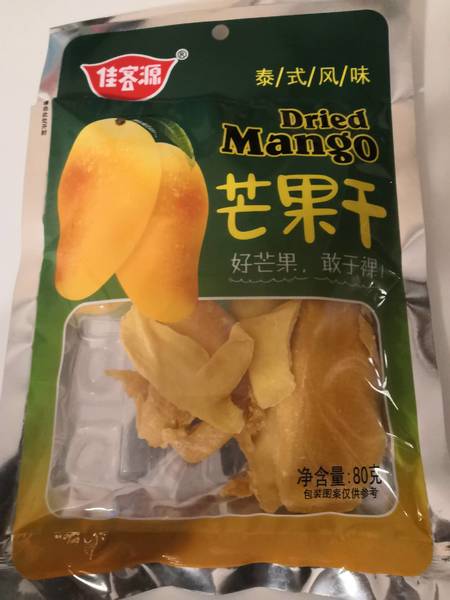 佳客源®
泰/式/风/味
Dried
Mango
芒果干
好芒果，敢于裸！
净含量:80克
包装图案仅供参考